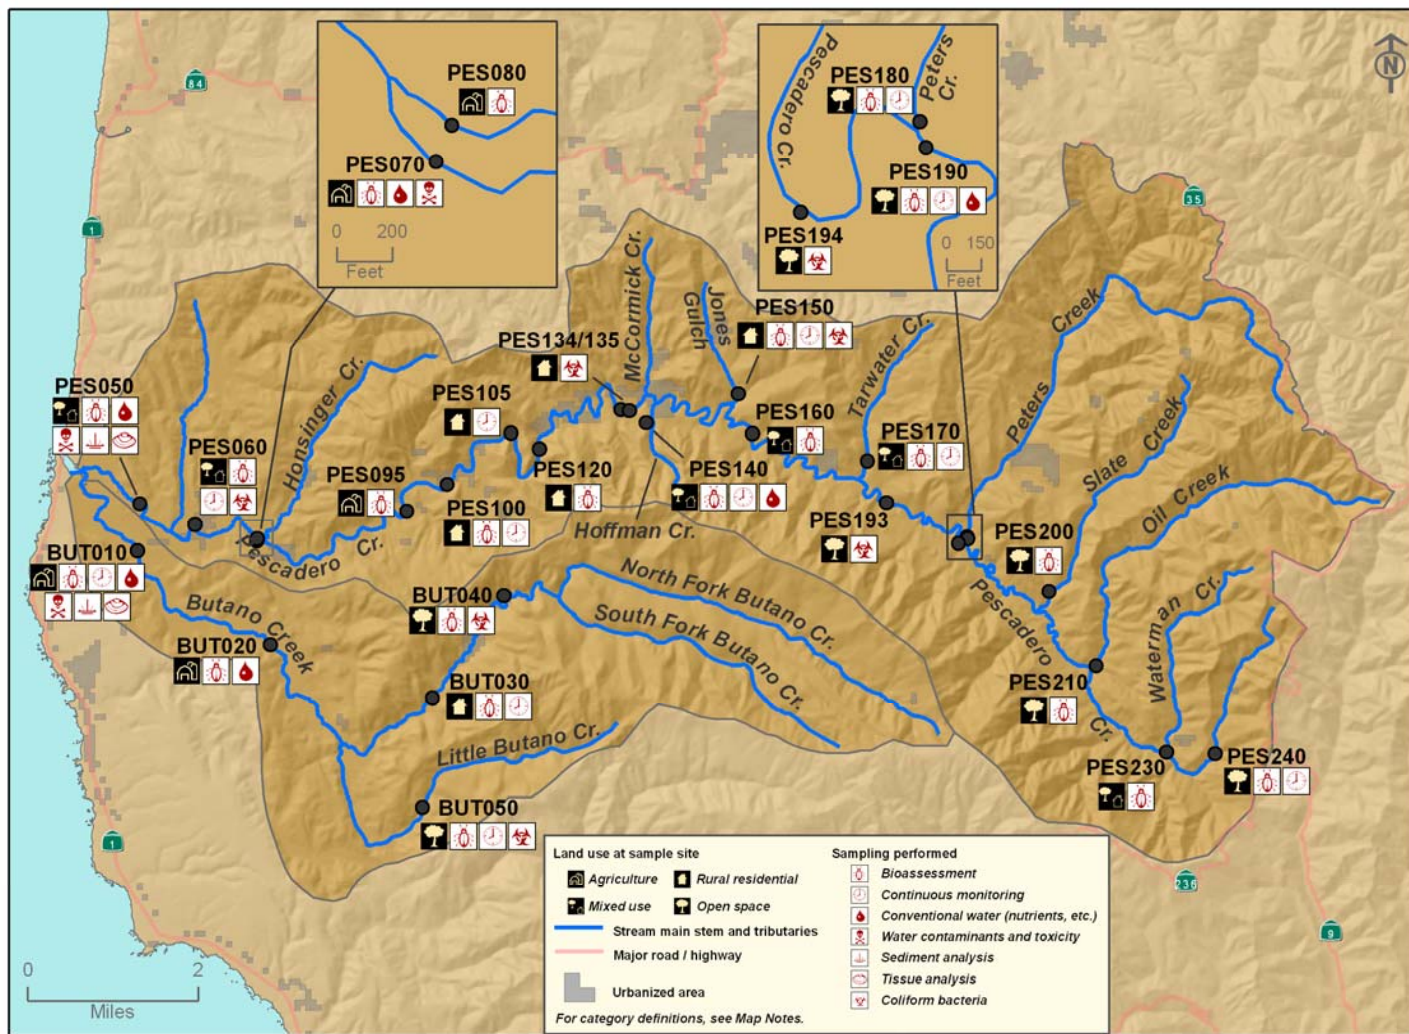 PES080
PES070
0 200
Feet
Pescadero Cr.
PES180
Peters
Cr.
PES190
PES194
0 150
Feet
N
84
1
35
PES050
PES060
Honsinger Cr.
PES095
PES105
PES134/135
McCormick Cr.
Jones
Gulch
PES150
PES160
Tarwater Cr.
PES170
Peters Creek
Slate Creek
Oil Creek
PES120
PES140
PES100
Hoffman Cr.
PES193
PES200
Pescadero Cr.
BUT010
Butano Creek
BUT020
BUT040
North Fork Butano Cr.
South Fork Butano Cr.
BUT030
Little Butano Cr.
BUT050
Pescadero Cr.
Waterman Cr.
PES210
PES230
PES240
1
236
9
0 2
Miles
Land use at sample site
Agriculture
Rural residential
Mixed use
Open space
Stream main stem and tributaries
Major road / highway
Urbanized area
For category definitions, see Map Notes.
Sampling performed
Bioassessment
Continuous monitoring
Conventional water (nutrients, etc.)
Water contaminants and toxicity
Sediment analysis
Tissue analysis
Coliform bacteria